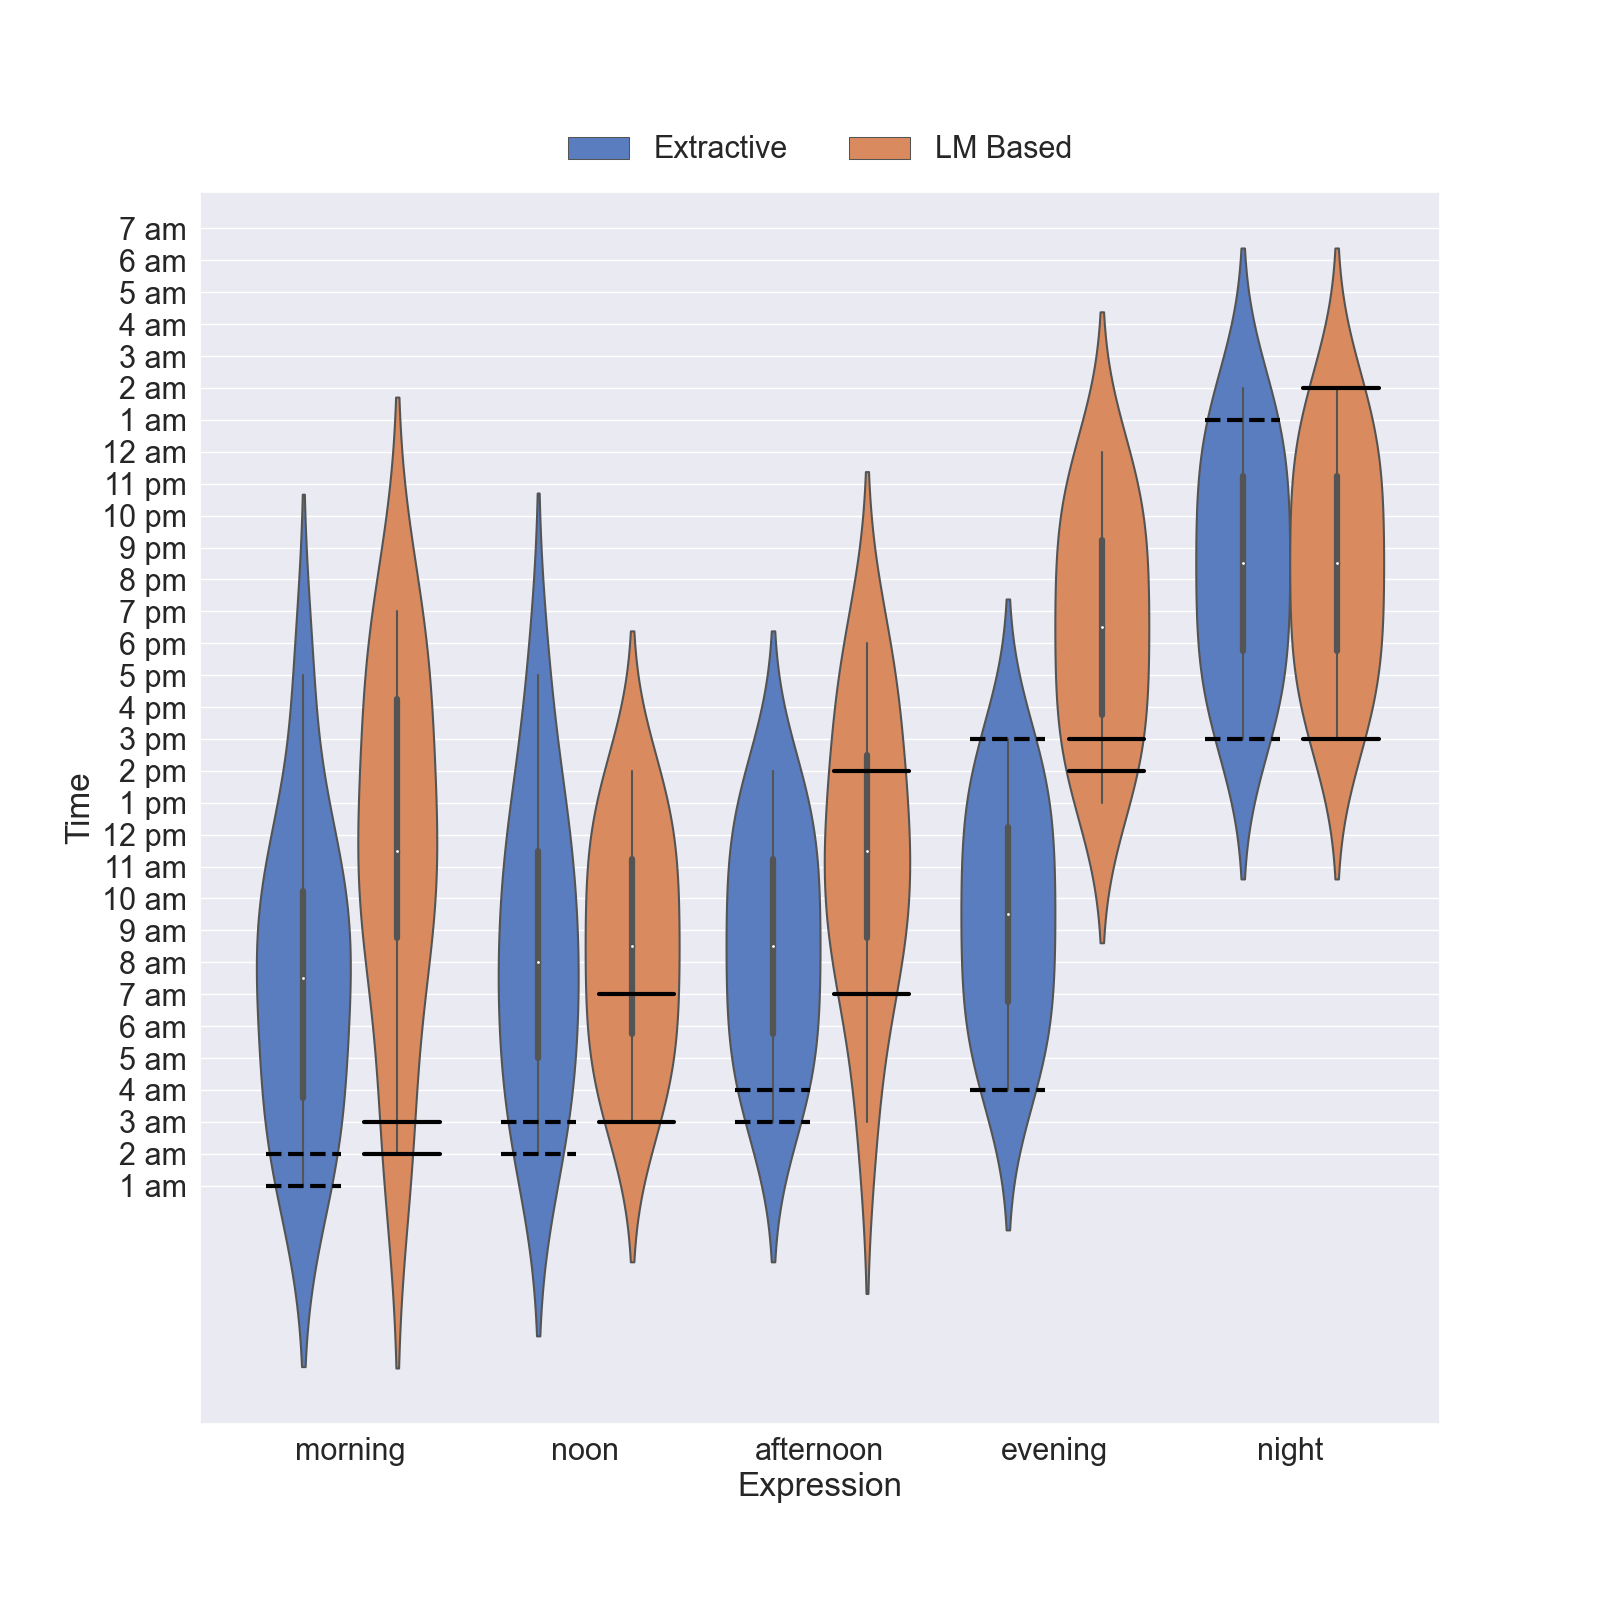 Extractive LM Based
7 am
6 am
5 am
4 am
3 am
2 am
1 am
12 am
11 pm
10 pm
9 pm
8 pm
7 pm
6 pm
5 pm
4 pm
3 pm
2 pm
1 pm
12 pm
11 am
10 am
9 am
8 am
7 am
6 am
5 am
4 am
3 am
2 am
1 am
Time
morning noon afternoon evening night
Expression